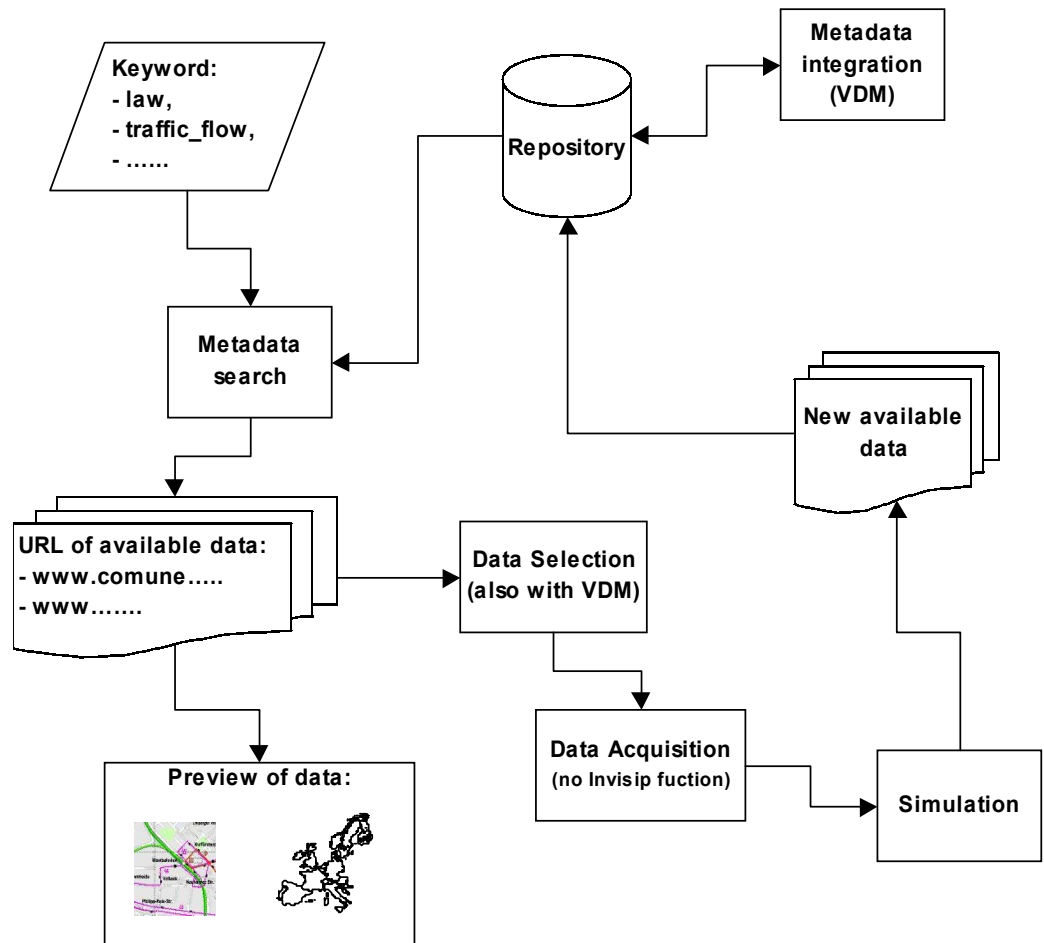 Keyword:
- law,
- traffic_flow,
- ......
Metadata
integration
(VDM)
Repository
Metadata
search
New available
data
URL of available data:
- www.comune.....
- www.......
Data Selection
(also with VDM)
Data Acquisition
(no Invisip fuction)
Simulation
Preview of data: